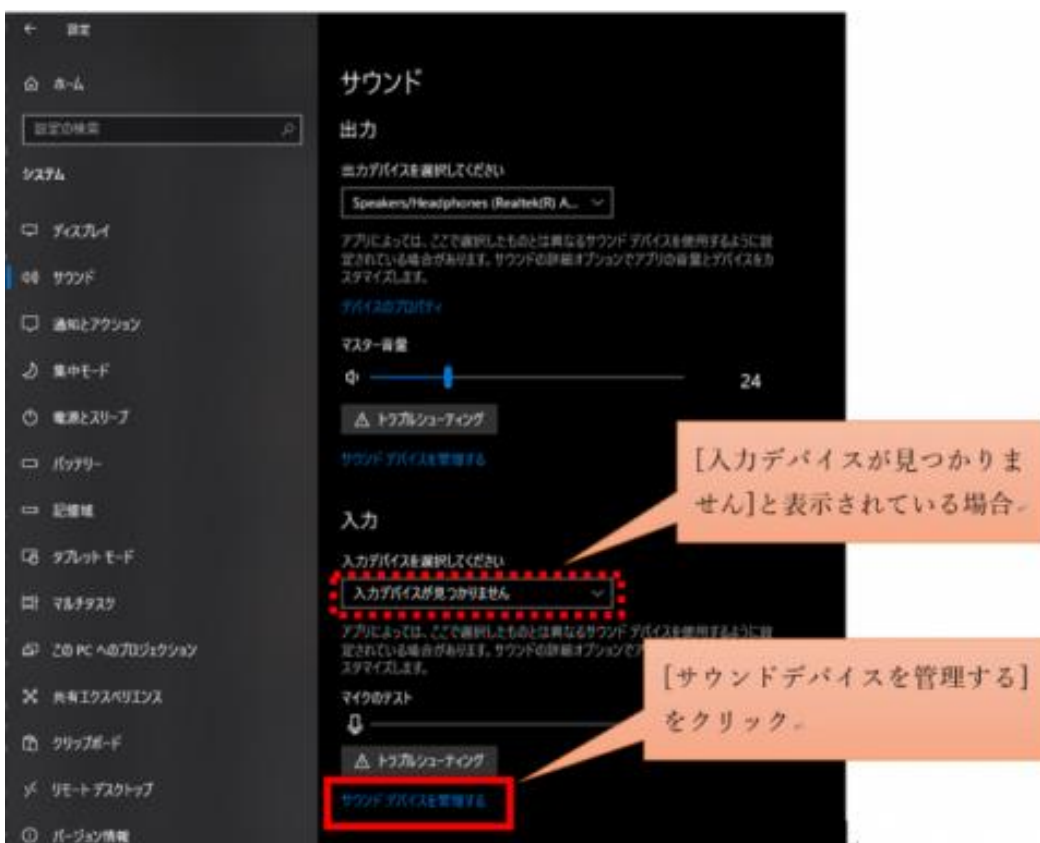 設定
ホーム
設定の検索
システム
ディスプレイ
サウンド
通知とアクション
集中モード
電源とスリープ
バッテリー
記憶域
タブレット モード
マルチタスク
この PC へのプロジェクション
共有エクスペリエンス
クリップボード
リモート デスクトップ
バージョン情報
サウンド
出力
出力デバイスを選択してください
Speakers/Headphones (Realtek(R) A...
アプリによっては、ここで選択したものとは異なるサウンド デバイスを使用するように設
定されている場合があります。サウンドの詳細オプションでアプリの音量とデバイスをカ
スタマイズします。
デバイスのプロパティ
マスター音量
24
トラブルシューティング
サウンド デバイスを管理する
[入力デバイスが見つかりま
せん]と表示されている場合。
入力
入力デバイスを選択してください
入力デバイスが見つかりません
アプリによっては、ここで選択したものとは異なるサウンド デバイスを使用するように設
定されている場合があります。サウンドの詳細オプションでア
スタマイズします。
マイクのテスト
トラブルシューティング
サウンド デバイスを管理する
[サウンドデバイスを管理する]
をクリック。